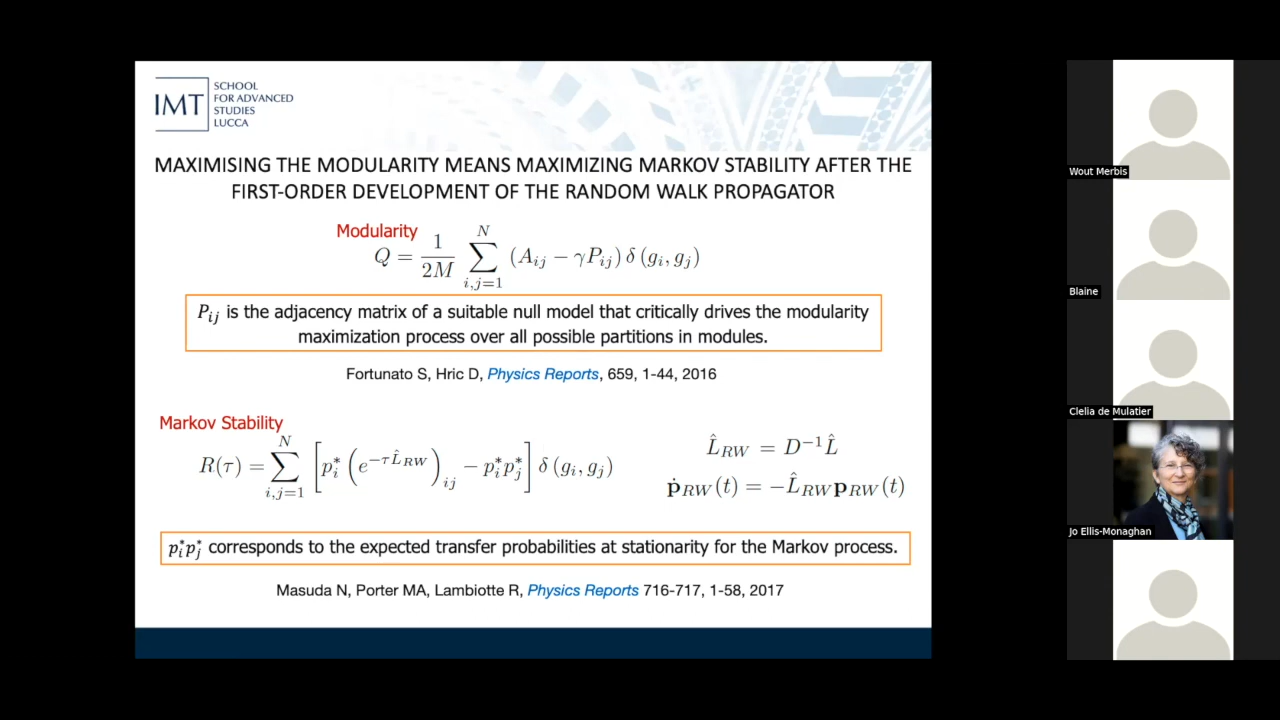 IMT
SCHOOL
FOR ADVANCED
STUDIES
LUCCA
MAXIMISING THE MODULARITY MEANS MAXIMIZING MARKOV STABILITY AFTER THE
FIRST-ORDER DEVELOPMENT OF THE RANDOM WALK PROPAGATOR
Modularity
Q = \frac{1}{2M} \sum_{i,j=1}^{N} (A_{ij} − γP_{ij}) δ (g_i, g_j)
P_{ij} is the adjacency matrix of a suitable null model that critically drives the modularity
maximization process over all possible partitions in modules.
Fortunato S, Hric D, Physics Reports, 659, 1-44, 2016
Markov Stability
R(τ) = \sum_{i,j=1}^{N} [p_i^* (e^{−τ\hat{L}_{RW}})_{ij} − p_i^* p_j^*] δ (g_i, g_j)
\hat{L}_{RW} = D^{−1}\hat{L}
\dot{\mathbf{p}}_{RW}(t) = −\hat{L}_{RW}\mathbf{p}_{RW}(t)
p_i^* p_j^* corresponds to the expected transfer probabilities at stationarity for the Markov process.
Masuda N, Porter MA, Lambiotte R, Physics Reports 716-717, 1-58, 2017
Wout Merbis
Blaine
Clelia de Mulatier
Jo Ellis-Monaghan